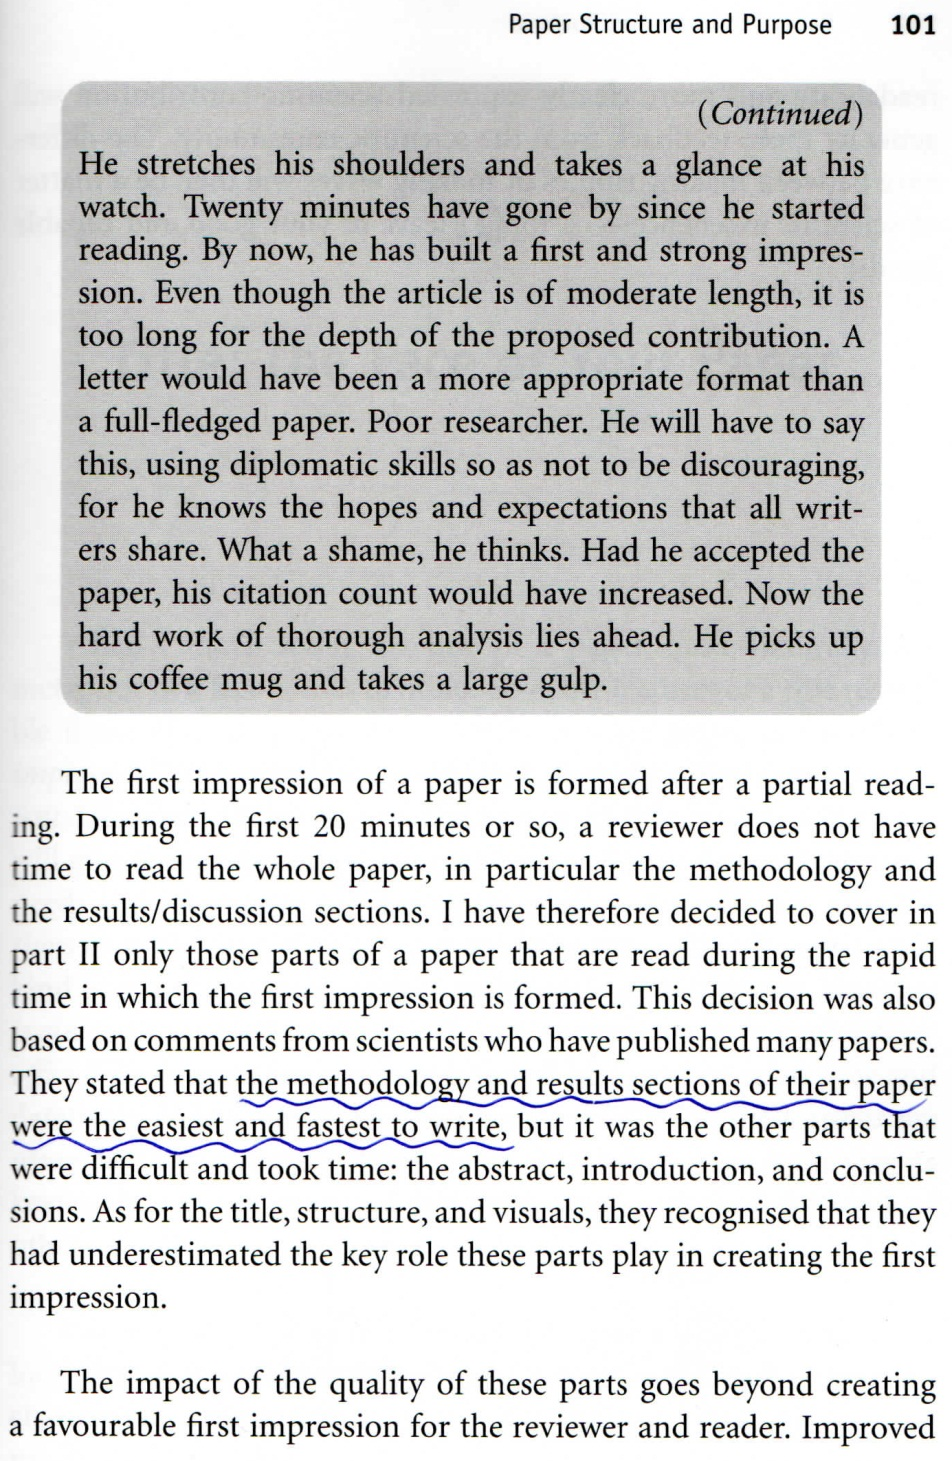 Paper Structure and Purpose 101
(Continued)
He stretches his shoulders and takes a glance at his
watch. Twenty minutes have gone by since he started
reading. By now, he has built a first and strong impres-
sion. Even though the article is of moderate length, it is
too long for the depth of the proposed contribution. A
letter would have been a more appropriate format than
a full-fledged paper. Poor researcher. He will have to say
this, using diplomatic skills so as not to be discouraging,
for he knows the hopes and expectations that all writ-
ers share. What a shame, he thinks. Had he accepted the
paper, his citation count would have increased. Now the
hard work of thorough analysis lies ahead. He picks up
his coffee mug and takes a large gulp.
The first impression of a paper is formed after a partial read-
ing. During the first 20 minutes or so, a reviewer does not have
time to read the whole paper, in particular the methodology and
the results/discussion sections. I have therefore decided to cover in
part II only those parts of a paper that are read during the rapid
time in which the first impression is formed. This decision was also
based on comments from scientists who have published many papers.
They stated that the methodology and results sections of their paper
were the easiest and fastest to write, but it was the other parts that
were difficult and took time: the abstract, introduction, and conclu-
sions. As for the title, structure, and visuals, they recognised that they
had underestimated the key role these parts play in creating the first
impression.
The impact of the quality of these parts goes beyond creating
a favourable first impression for the reviewer and reader. Improved